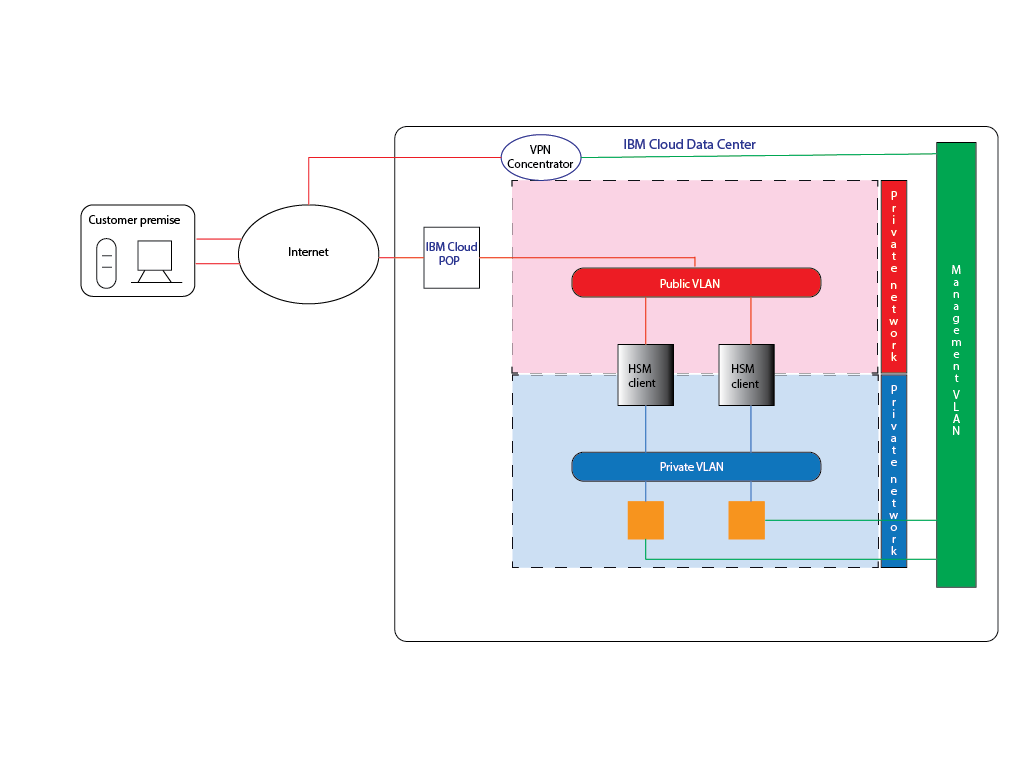 VPN
Concentrator
IBM Cloud Data Center
Customer premise
Internet
IBM Cloud
POP
Public VLAN
HSM
client
HSM
client
Private VLAN
Private network
Private network
Management VLAN